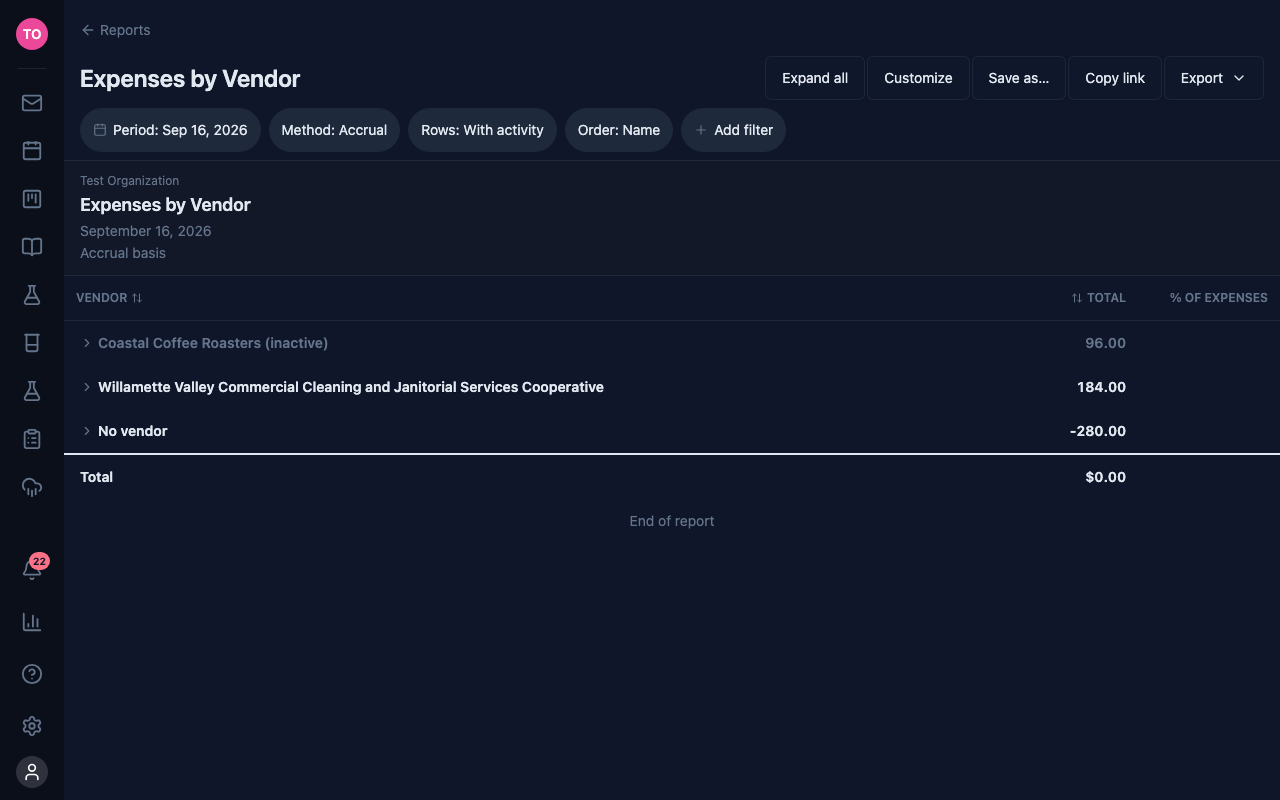 TO
Reports
Expenses by Vendor
Expand all
Customize
Save as...
Copy link
Export
Period: Sep 16, 2026
Method: Accrual
Rows: With activity
Order: Name
Add filter
Test Organization
Expenses by Vendor
September 16, 2026
Accrual basis
VENDOR TOTAL % OF EXPENSES
Coastal Coffee Roasters (inactive) 96.00
Willamette Valley Commercial Cleaning and Janitorial Services Cooperative 184.00
No vendor -280.00
Total $0.00
End of report
22